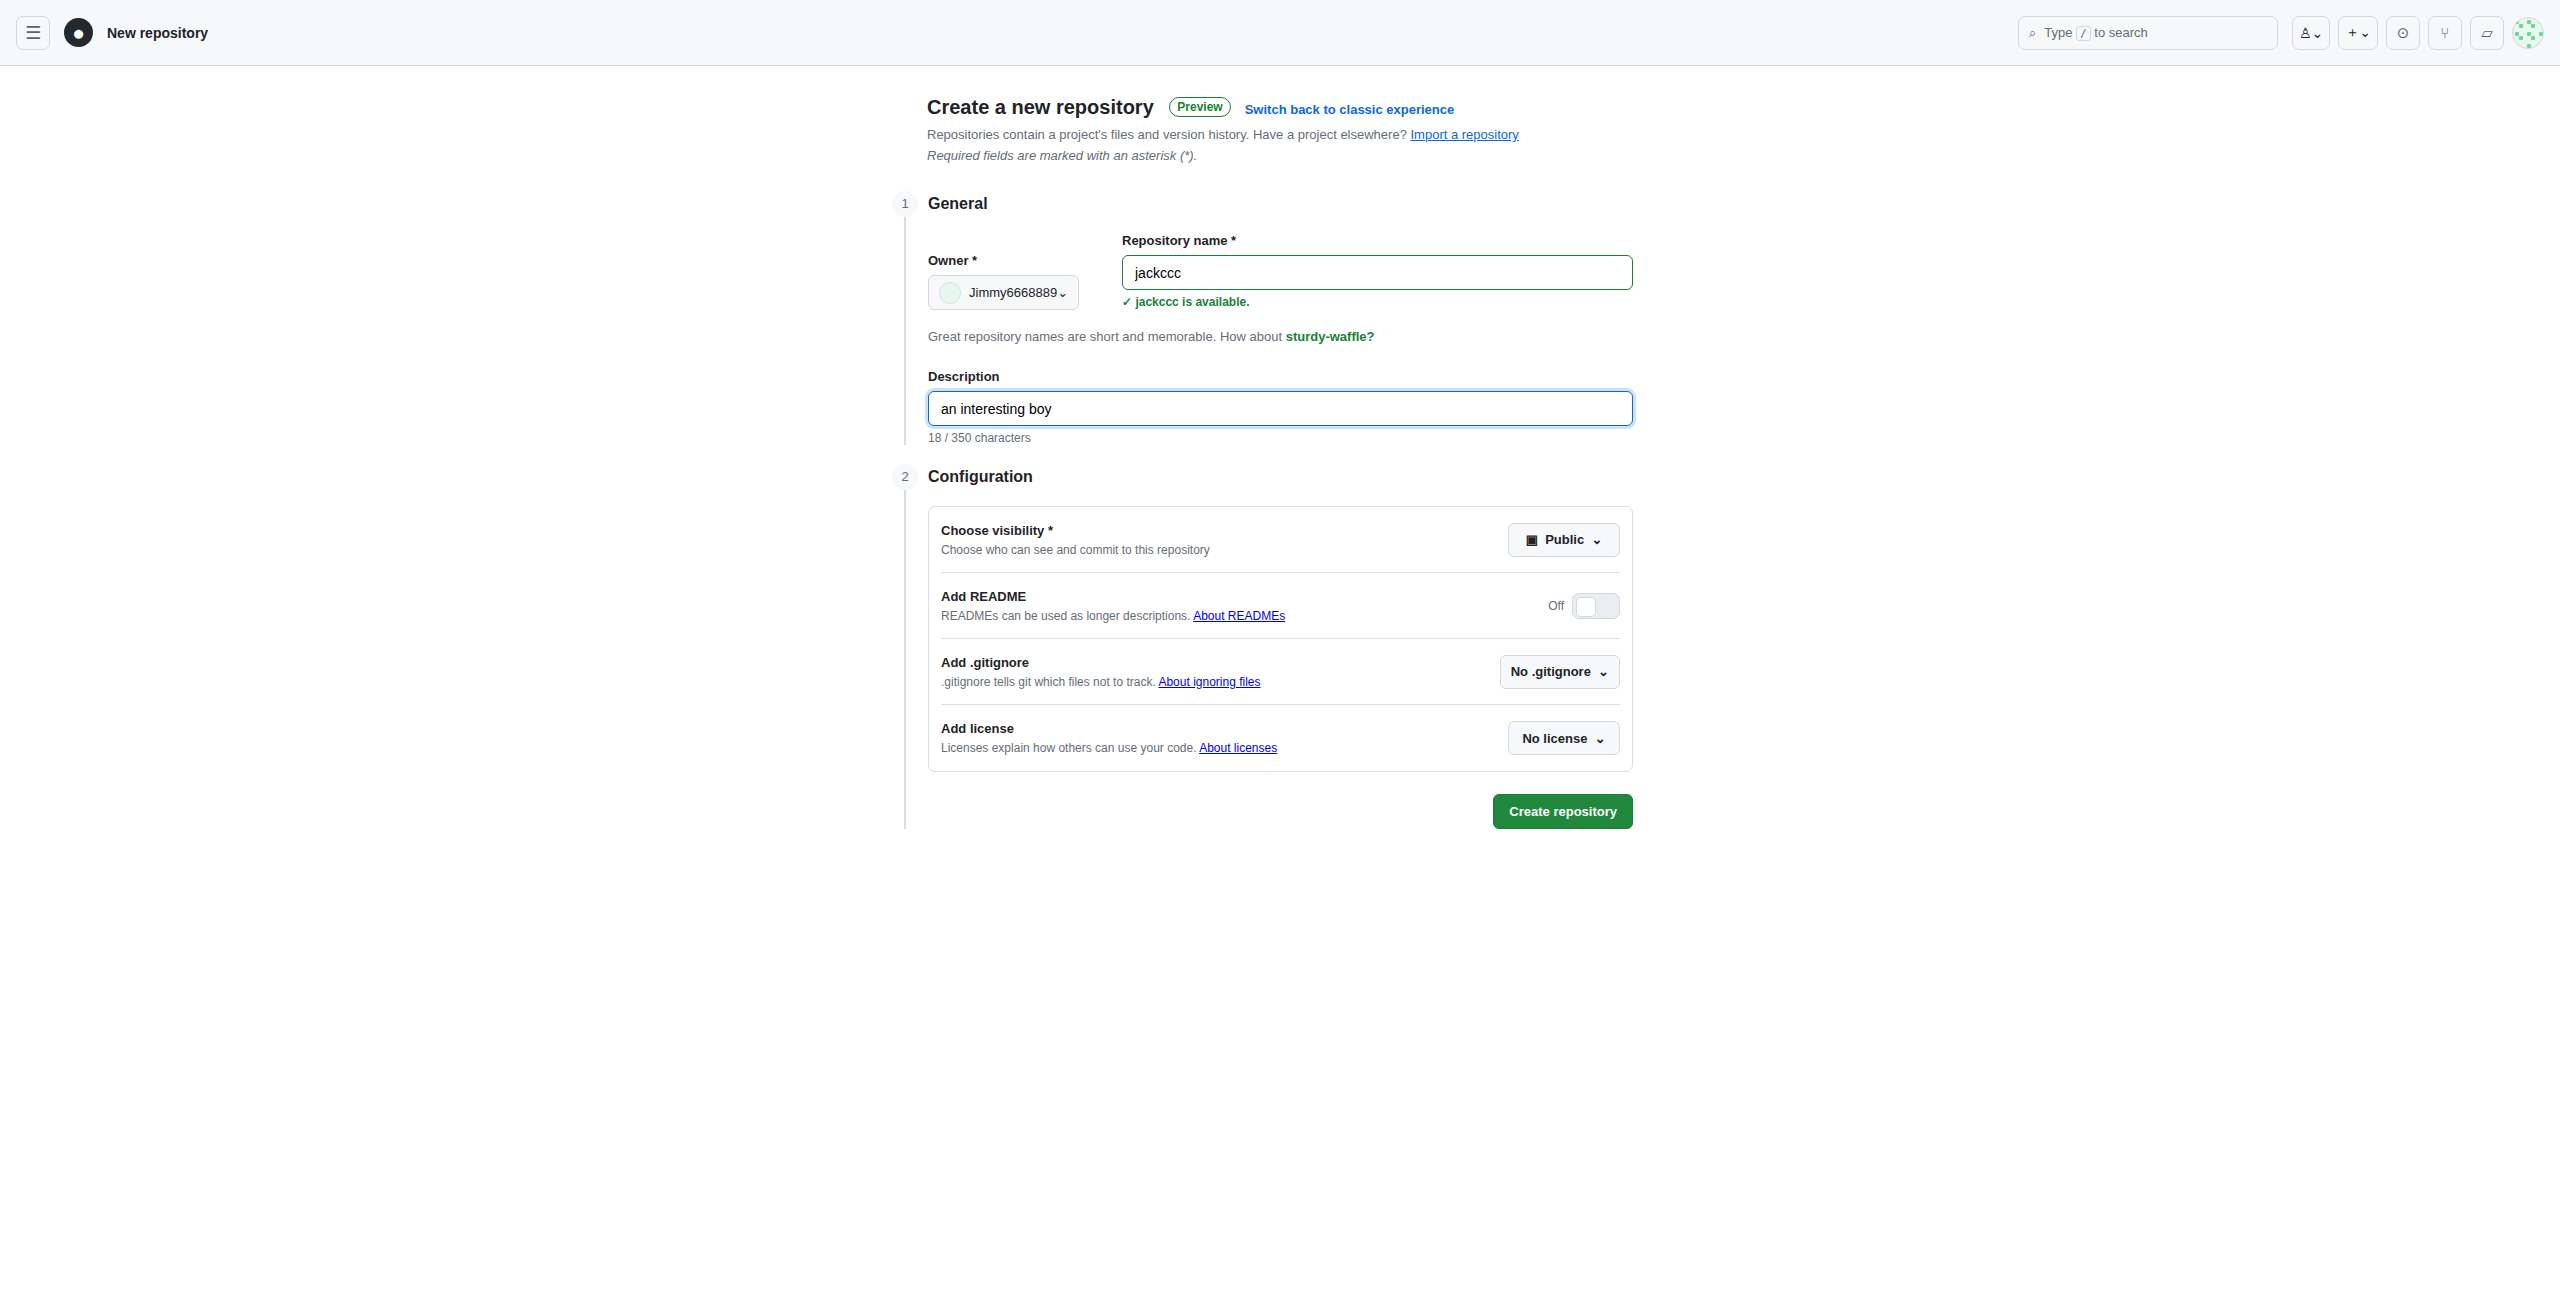 New repository
Type / to search
Create a new repository Preview Switch back to classic experience
Repositories contain a project's files and version history. Have a project elsewhere? Import a repository
Required fields are marked with an asterisk (*).
1 General
Owner *
Jimmy6668889
Repository name *
jackccc
✓ jackccc is available.
Great repository names are short and memorable. How about sturdy-waffle?
Description
an interesting boy
18 / 350 characters
2 Configuration
Choose visibility *
Choose who can see and commit to this repository
Public
Add README
READMEs can be used as longer descriptions. About READMEs
Off
Add .gitignore
.gitignore tells git which files not to track. About ignoring files
No .gitignore
Add license
Licenses explain how others can use your code. About licenses
No license
Create repository